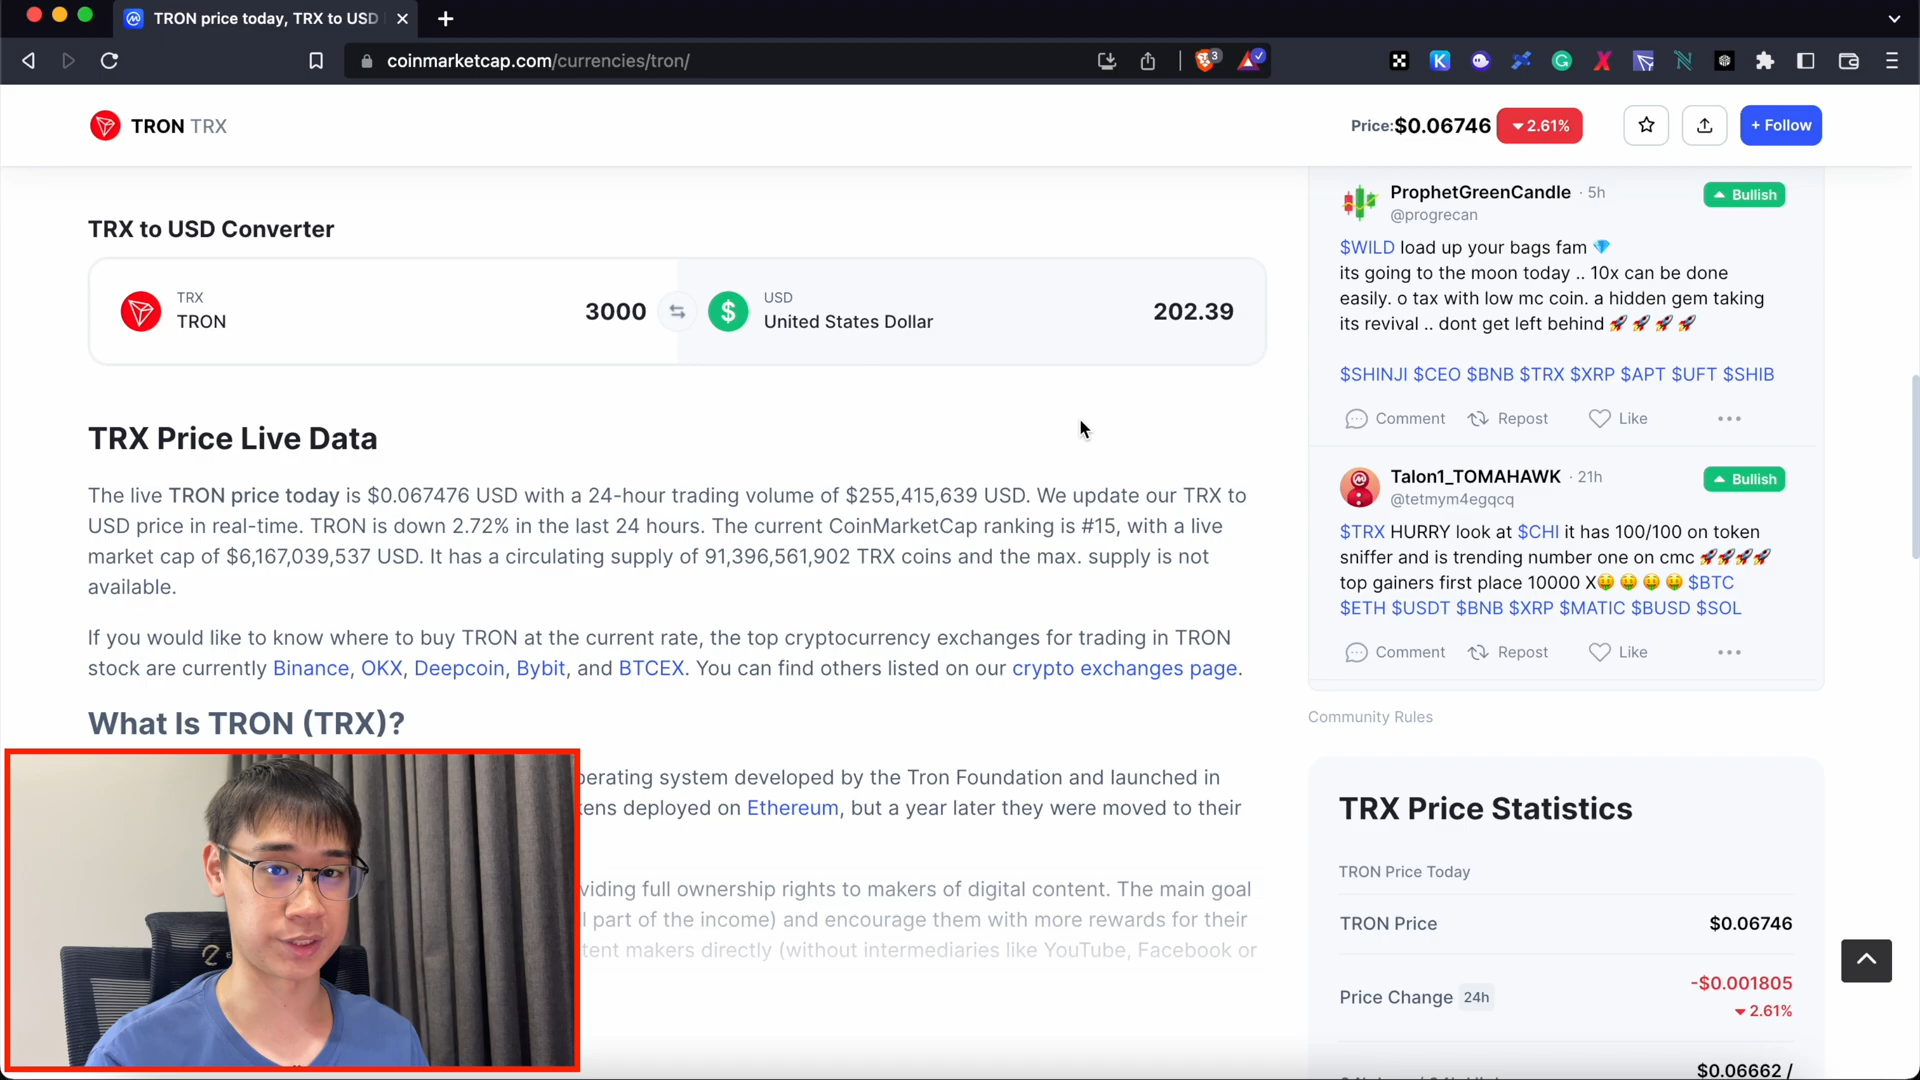 TRON price today, TRX to USD
coinmarketcap.com/currencies/tron/
3
K
G
X
TRON TRX
Price:$0.06746
2.61%
+ Follow
TRX to USD Converter
TRX
TRON
3000
$
USD
United States Dollar
202.39
TRX Price Live Data
The live TRON price today is $0.067476 USD with a 24-hour trading volume of $255,415,639 USD. We update our TRX to
USD price in real-time. TRON is down 2.72% in the last 24 hours. The current CoinMarketCap ranking is #15, with a live
market cap of $6,167,039,537 USD. It has a circulating supply of 91,396,561,902 TRX coins and the max. supply is not
available.
If you would like to know where to buy TRON at the current rate, the top cryptocurrency exchanges for trading in TRON
stock are currently Binance, OKX, Deepcoin, Bybit, and BTCEX. You can find others listed on our crypto exchanges page.
What Is TRON (TRX)?
perating system developed by the Tron Foundation and launched in
kens deployed on Ethereum, but a year later they were moved to their
viding full ownership rights to makers of digital content. The main goal
l part of the income) and encourage them with more rewards for their
tent makers directly (without intermediaries like YouTube, Facebook or
ProphetGreenCandle · 5h
Bullish
@progrecan
$WILD load up your bags fam 💎
its going to the moon today .. 10x can be done
easily. o tax with low mc coin. a hidden gem taking
its revival .. dont get left behind 🚀 🚀 🚀 🚀
$SHINJI $CEO $BNB $TRX $XRP $APT $UFT $SHIB
Comment Repost Like
Talon1_TOMAHAWK · 21h
Bullish
@tetmym4egqcq
$TRX HURRY look at $CHI it has 100/100 on token
sniffer and is trending number one on cmc 🚀🚀🚀🚀
top gainers first place 10000 X🤑 🤑 🤑 🤑 $BTC
$ETH $USDT $BNB $XRP $MATIC $BUSD $SOL
Comment Repost Like
Community Rules
TRX Price Statistics
TRON Price Today
TRON Price
$0.06746
Price Change 24h
-$0.001805
2.61%
$0.06662 /